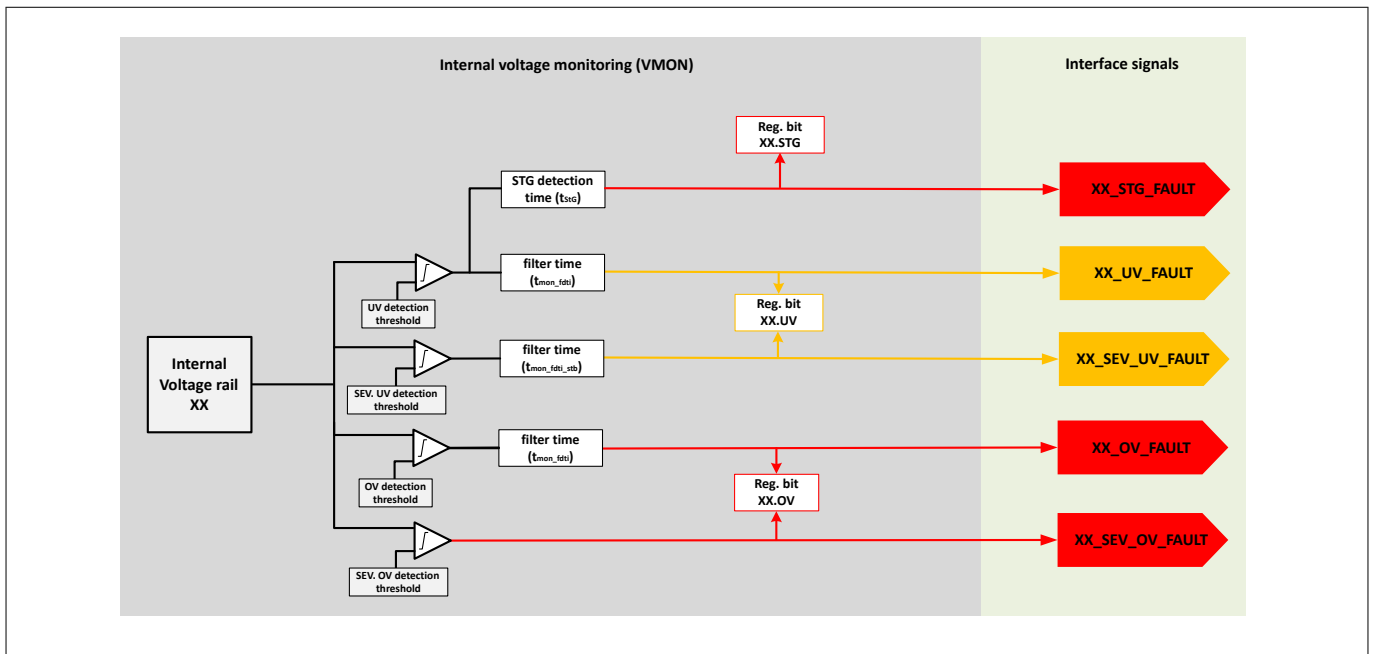 Internal voltage monitoring (VMON)
Interface signals
Reg. bit
XX.STG
STG detection
time (tStG)
XX_STG_FAULT
filter time
(tmon_fdti)
XX_UV_FAULT
UV detection
threshold
Reg. bit
XX.UV
Internal
Voltage rail
XX
filter time
(tmon_fdti_stb)
XX_SEV_UV_FAULT
SEV. UV detection
threshold
filter time
(tmon_fdti)
XX_OV_FAULT
OV detection
threshold
Reg. bit
XX.OV
XX_SEV_OV_FAULT
SEV. OV detection
threshold